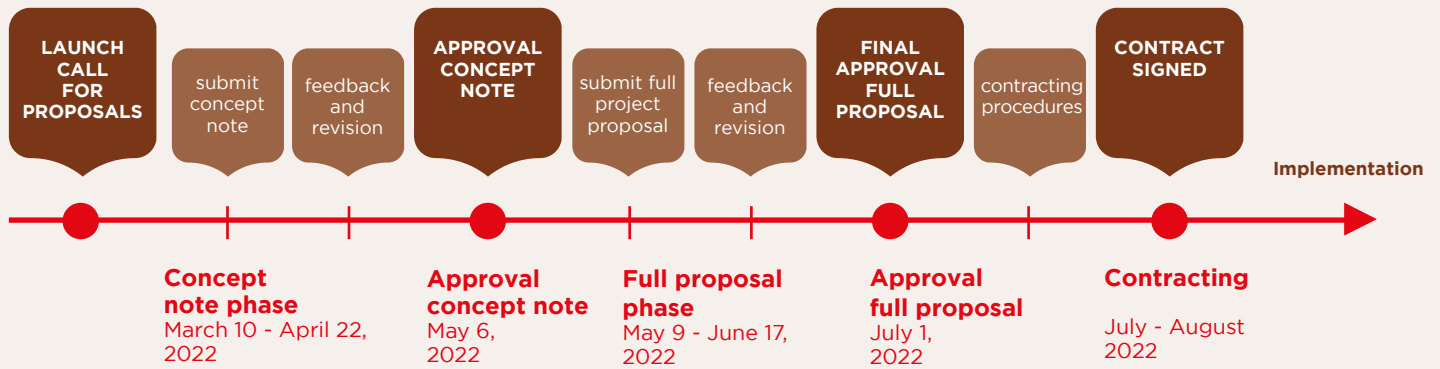 LAUNCH
CALL
FOR
PROPOSALS
submit
concept
note
feedback
and
revision
APPROVAL
CONCEPT
NOTE
submit full
project
proposal
feedback
and
revision
FINAL
APPROVAL
FULL
PROPOSAL
contracting
procedures
CONTRACT
SIGNED
Implementation
Concept
note phase
March 10 - April 22,
2022
Approval
concept note
May 6,
2022
Full proposal
phase
May 9 - June 17,
2022
Approval
full proposal
July 1,
2022
Contracting
July - August
2022